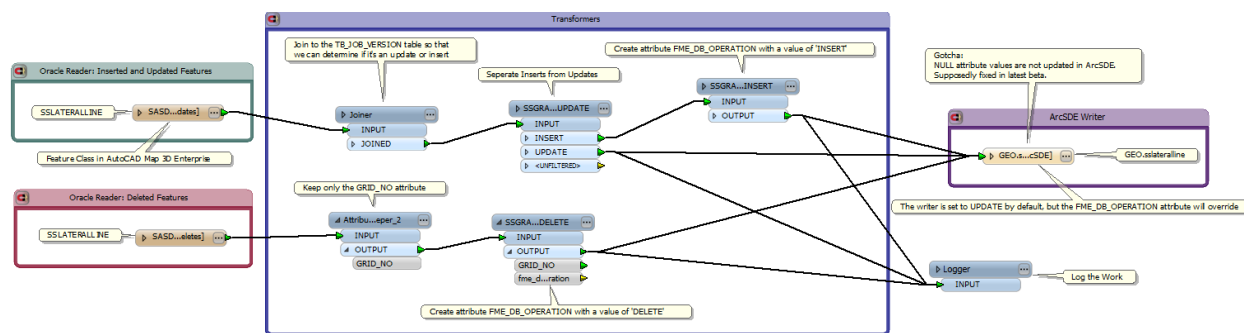 Transformers
Join to the TB_JOB_VERSION table so that
we can determine if it's an update or insert
Create attribute FME_DB_OPERATION with a value of 'INSERT'
Gotcha:
NULL attribute values are not updated in ArcSDE.
Supposedly fixed in latest beta.
Oracle Reader: Inserted and Updated Features
Seperate Inserts from Updates
SSLATERALLINE
SASD...dates]
Feature Class in AutoCAD Map 3D Enterprise
Joiner
INPUT
JOINED
SSGRA...UPDATE
INPUT
INSERT
UPDATE
<UNFILTERED>
SSGRA...INSERT
INPUT
OUTPUT
ArcSDE Writer
GEO.s...cSDE]
GEO.sslateralline
The writer is set to UPDATE by default, but the FME_DB_OPERATION attribute will override
Oracle Reader: Deleted Features
Keep only the GRID_NO attribute
SSLATERALLINE
SASD...eletes]
Attribu...eper_2
INPUT
OUTPUT
GRID_NO
SSGRA...DELETE
INPUT
OUTPUT
GRID_NO
fme_d...ration
Create attribute FME_DB_OPERATION with a value of 'DELETE'
Logger
INPUT
Log the Work